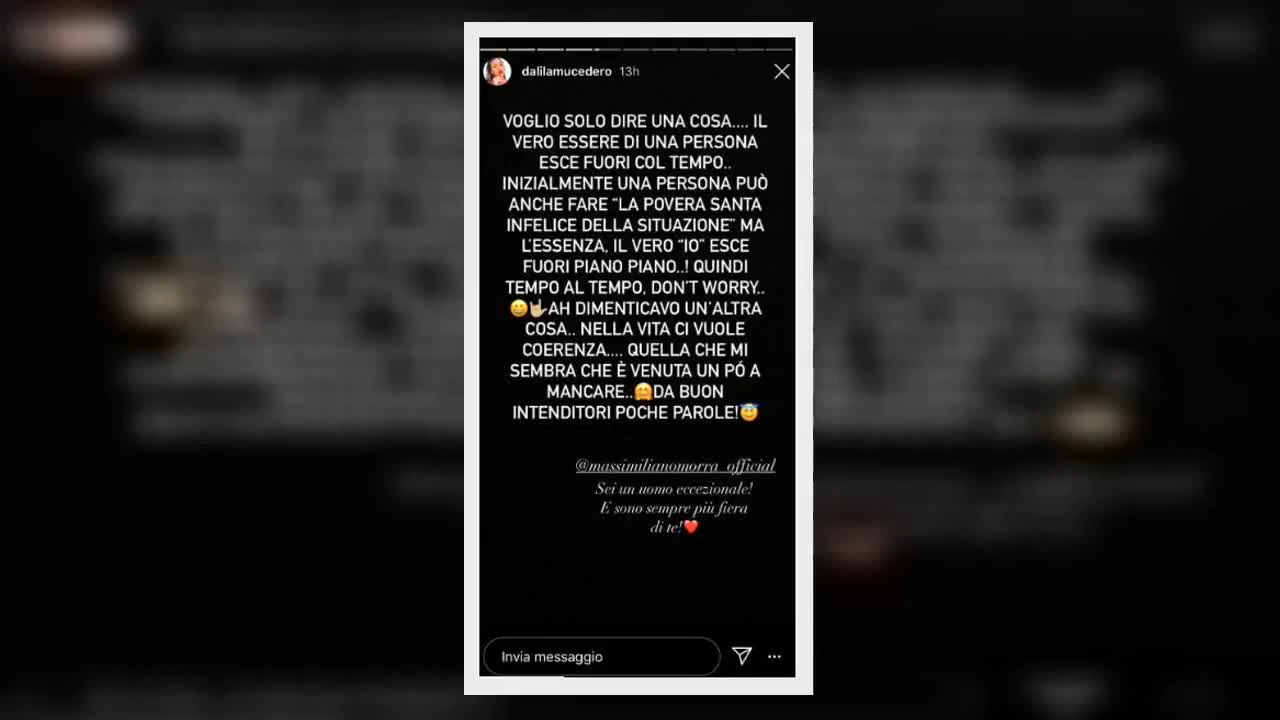 dalilamucedero 13h
VOGLIO SOLO DIRE UNA COSA.... IL
VERO ESSERE DI UNA PERSONA
ESCE FUORI COL TEMPO..
INIZIALMENTE UNA PERSONA PUÒ
ANCHE FARE "LA POVERA SANTA
INFELICE DELLA SITUAZIONE" MA
L'ESSENZA, IL VERO "IO" ESCE
FUORI PIANO PIANO..! QUINDI
TEMPO AL TEMPO, DON'T WORRY..
😀🤟🏼AH DIMENTICAVO UN'ALTRA
COSA.. NELLA VITA CI VUOLE
COERENZA.... QUELLA CHE MI
SEMBRA CHE È VENUTA UN PÓ A
MANCARE..🤗DA BUON
INTENDITORI POCHE PAROLE!😇
@massimilianomorra_official
Sei un uomo eccezionale!
E sono sempre più fiera
di te!❤️
Invia messaggio